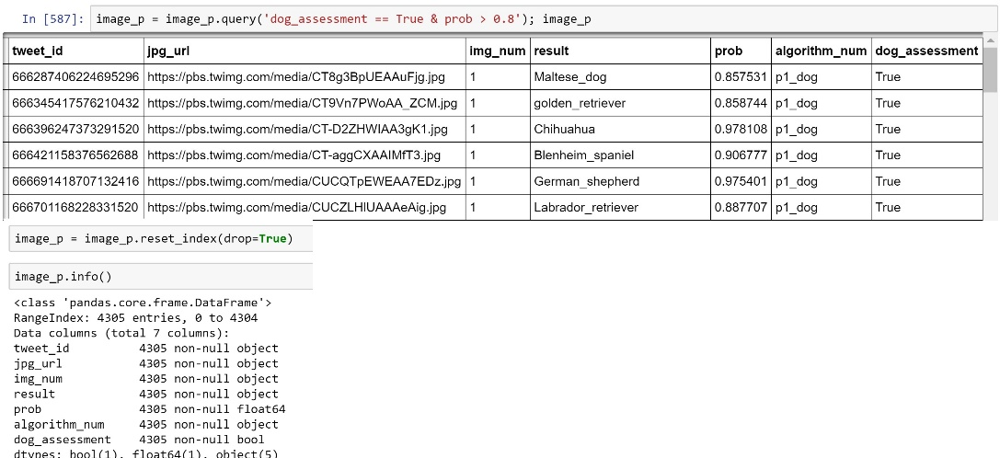 In [587]: image_p = image_p.query('dog_assessment == True & prob > 0.8'); image_p
tweet_id jpg_url img_num result prob algorithm_num dog_assessment
666287406224695296 https://pbs.twimg.com/media/CT8g3BpUEAAuFjg.jpg 1 Maltese_dog 0.857531 p1_dog True
666345417576210432 https://pbs.twimg.com/media/CT9Vn7PWoAA_ZCM.jpg 1 golden_retriever 0.858744 p1_dog True
666396247373291520 https://pbs.twimg.com/media/CT-D2ZHWIAA3gK1.jpg 1 Chihuahua 0.978108 p1_dog True
666421158376562688 https://pbs.twimg.com/media/CT-aggCXAAIMfT3.jpg 1 Blenheim_spaniel 0.906777 p1_dog True
666691418707132416 https://pbs.twimg.com/media/CUCQTpEWEAA7EDz.jpg 1 German_shepherd 0.975401 p1_dog True
666701168228331520 https://pbs.twimg.com/media/CUCZLHlUAAAeAig.jpg 1 Labrador_retriever 0.887707 p1_dog True
image_p = image_p.reset_index(drop=True)
image_p.info()
<class 'pandas.core.frame.DataFrame'>
RangeIndex: 4305 entries, 0 to 4304
Data columns (total 7 columns):
tweet_id 4305 non-null object
jpg_url 4305 non-null object
img_num 4305 non-null object
result 4305 non-null object
prob 4305 non-null float64
algorithm_num 4305 non-null object
dog_assessment 4305 non-null bool
dtypes: bool(1), float64(1), object(5)